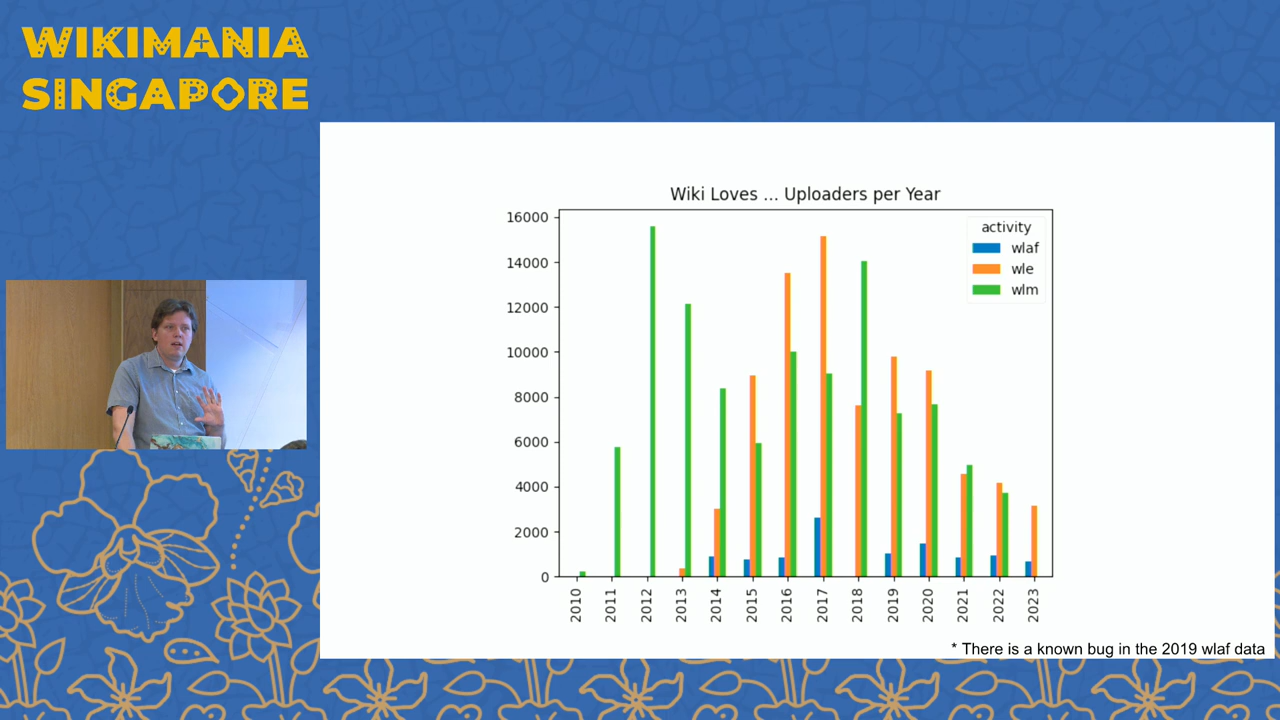 WIKIMANIA
SINGAPORE
Wiki Loves ... Uploaders per Year
16000
14000
12000
10000
8000
6000
4000
2000
0
activity
wlaf
wle
wlm
2010
2011
2012
2013
2014
2015
2016
2017
2018
2019
2020
2021
2022
2023
* There is a known bug in the 2019 wlaf data